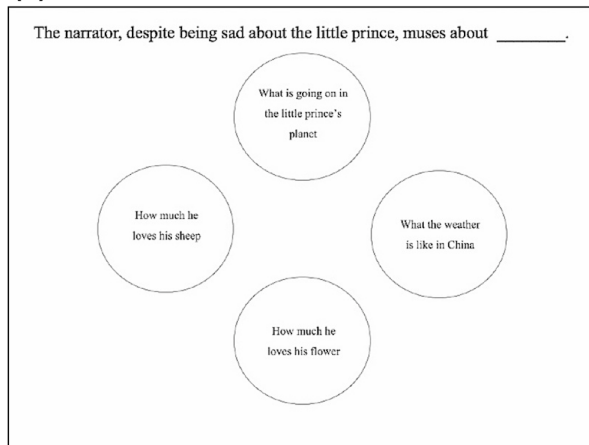 The narrator, despite being sad about the little prince, muses about ________.
What is going on in
the little prince's
planet
How much he
loves his sheep
What the weather
is like in China
How much he
loves his flower